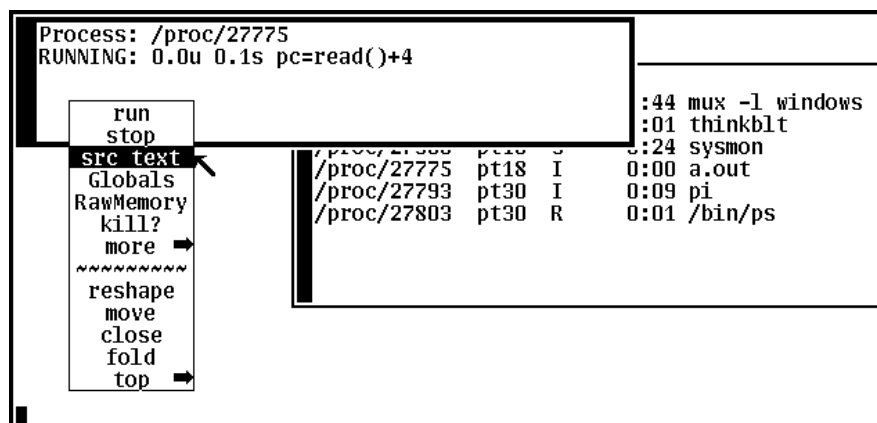 Process: /proc/27775
RUNNING: 0.0u 0.1s pc=read()+4
run
stop
src text
Globals
RawMemory
kill?
more
~~~~~~~~~
reshape
move
close
fold
top
:44 mux -l windows
:01 thinkblt
:24 sysmon
/proc/27775 pt18 I 0:00 a.out
/proc/27793 pt30 I 0:09 pi
/proc/27803 pt30 R 0:01 /bin/ps